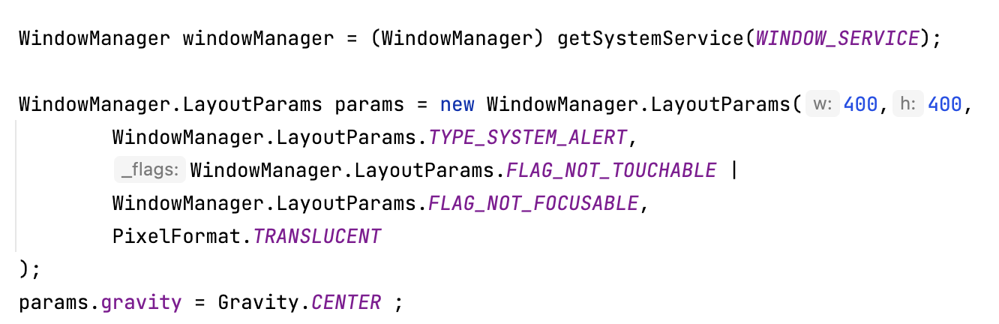 WindowManager windowManager = (WindowManager) getSystemService(WINDOW_SERVICE);
WindowManager.LayoutParams params = new WindowManager.LayoutParams( w: 400, h: 400,
WindowManager.LayoutParams.TYPE_SYSTEM_ALERT,
_flags: WindowManager.LayoutParams.FLAG_NOT_TOUCHABLE |
WindowManager.LayoutParams.FLAG_NOT_FOCUSABLE,
PixelFormat.TRANSLUCENT
);
params.gravity = Gravity.CENTER ;